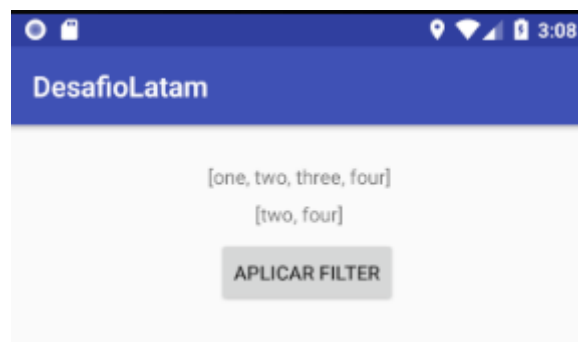 3:08
DesafioLatam
[one, two, three, four]
[two, four]
APLICAR FILTER